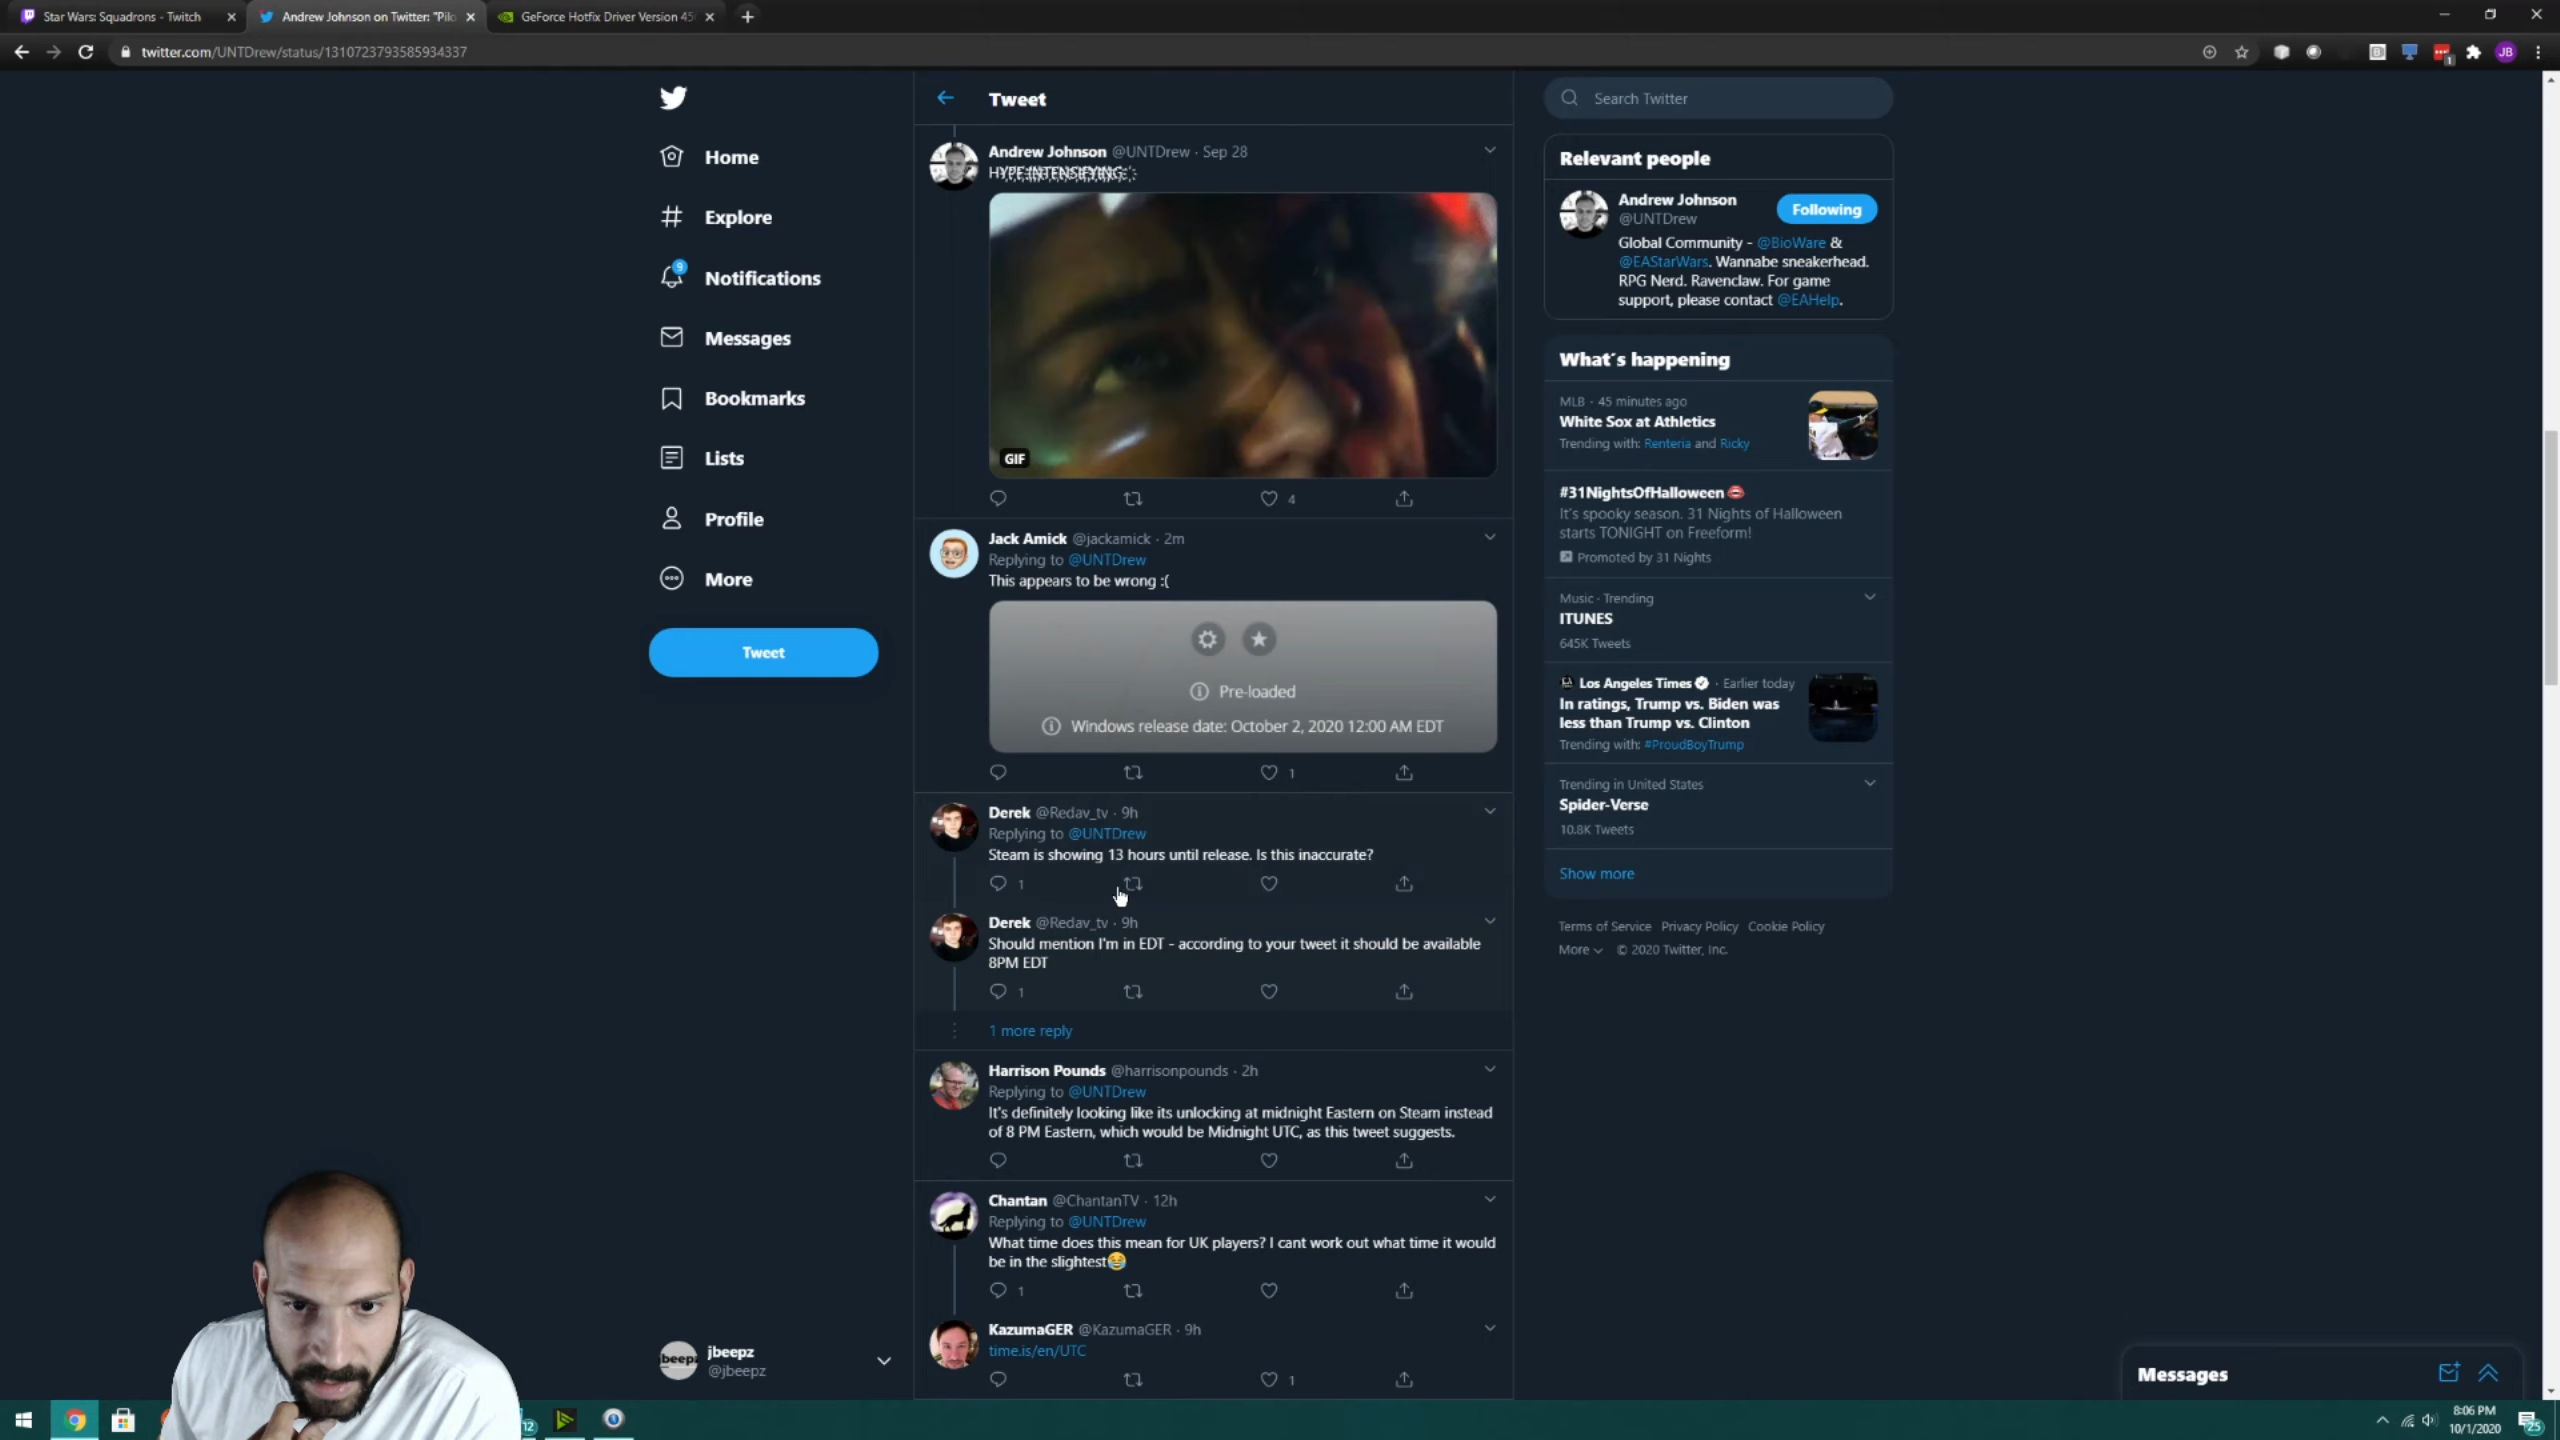 Star Wars: Squadrons - Twitch
Andrew Johnson on Twitter: "Pilo
GeForce Hotfix Driver Version 45
twitter.com/UNTDrew/status/1310723793585934337
JB
1
Home
Explore
9
Notifications
Messages
Bookmarks
Lists
Profile
More
Tweet
jbeepz
@jbeepz
Tweet
Andrew Johnson @UNTDrew · Sep 28
HYPE INTENSIFYING
GIF
4
Jack Amick @jackamick · 2m
Replying to @UNTDrew
This appears to be wrong :(
Pre-loaded
Windows release date: October 2, 2020 12:00 AM EDT
1
Derek @Redav_tv · 9h
Replying to @UNTDrew
Steam is showing 13 hours until release. Is this inaccurate?
1
Derek @Redav_tv · 9h
Should mention I'm in EDT - according to your tweet it should be available
8PM EDT
1
1 more reply
Harrison Pounds @harrisonpounds · 2h
Replying to @UNTDrew
It's definitely looking like its unlocking at midnight Eastern on Steam instead
of 8 PM Eastern, which would be Midnight UTC, as this tweet suggests.
Chantan @ChantanTV · 12h
Replying to @UNTDrew
What time does this mean for UK players? I cant work out what time it would
be in the slightest😂
1
KazumaGER @KazumaGER · 9h
time.is/en/UTC
1
Search Twitter
Relevant people
Andrew Johnson
@UNTDrew
Following
Global Community - @BioWare &
@EAStarWars. Wannabe sneakerhead.
RPG Nerd. Ravenclaw. For game
support, please contact @EAHelp.
What's happening
MLB · 45 minutes ago
White Sox at Athletics
Trending with: Renteria and Ricky
#31NightsOfHalloween
It's spooky season. 31 Nights of Halloween
starts TONIGHT on Freeform!
Promoted by 31 Nights
Music · Trending
ITUNES
645K Tweets
Los Angeles Times · Earlier today
In ratings, Trump vs. Biden was
less than Trump vs. Clinton
Trending with: #ProudBoyTrump
Trending in United States
Spider-Verse
10.8K Tweets
Show more
Terms of Service Privacy Policy Cookie Policy
More © 2020 Twitter, Inc.
Messages
12
8:06 PM
10/1/2020
25